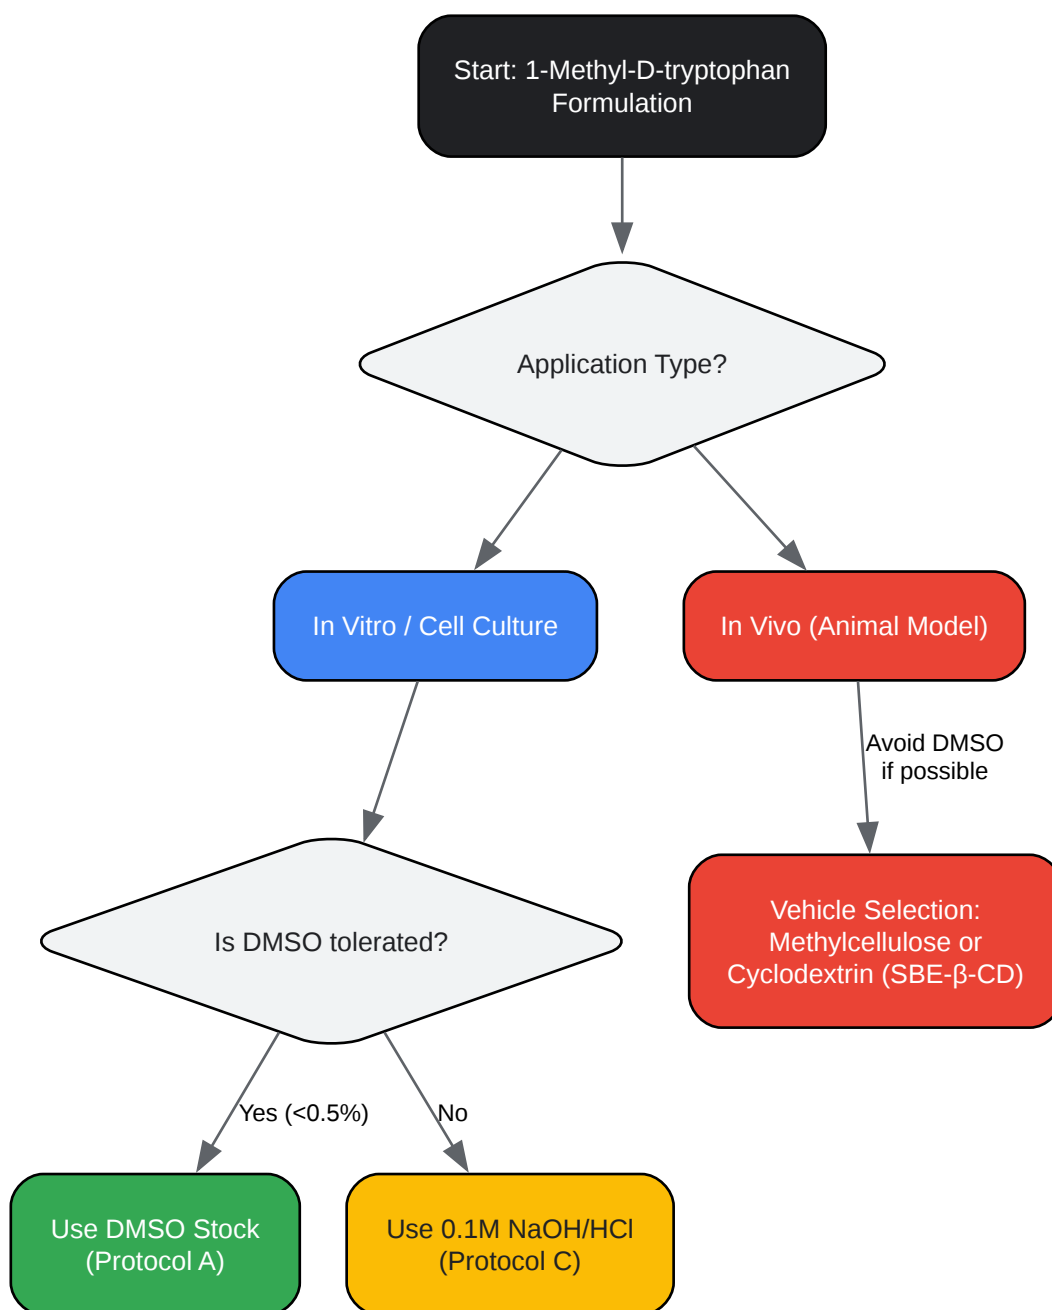 Start: 1-Methyl-D-tryptophan
Formulation
Application Type?
In Vitro / Cell Culture
In Vivo (Animal Model)
Avoid DMSO
if possible
Is DMSO tolerated?
Vehicle Selection:
Methylcellulose or
Cyclodextrin (SBE-β-CD)
Yes (<0.5%)
No
Use DMSO Stock
(Protocol A)
Use 0.1M NaOH/HCl
(Protocol C)